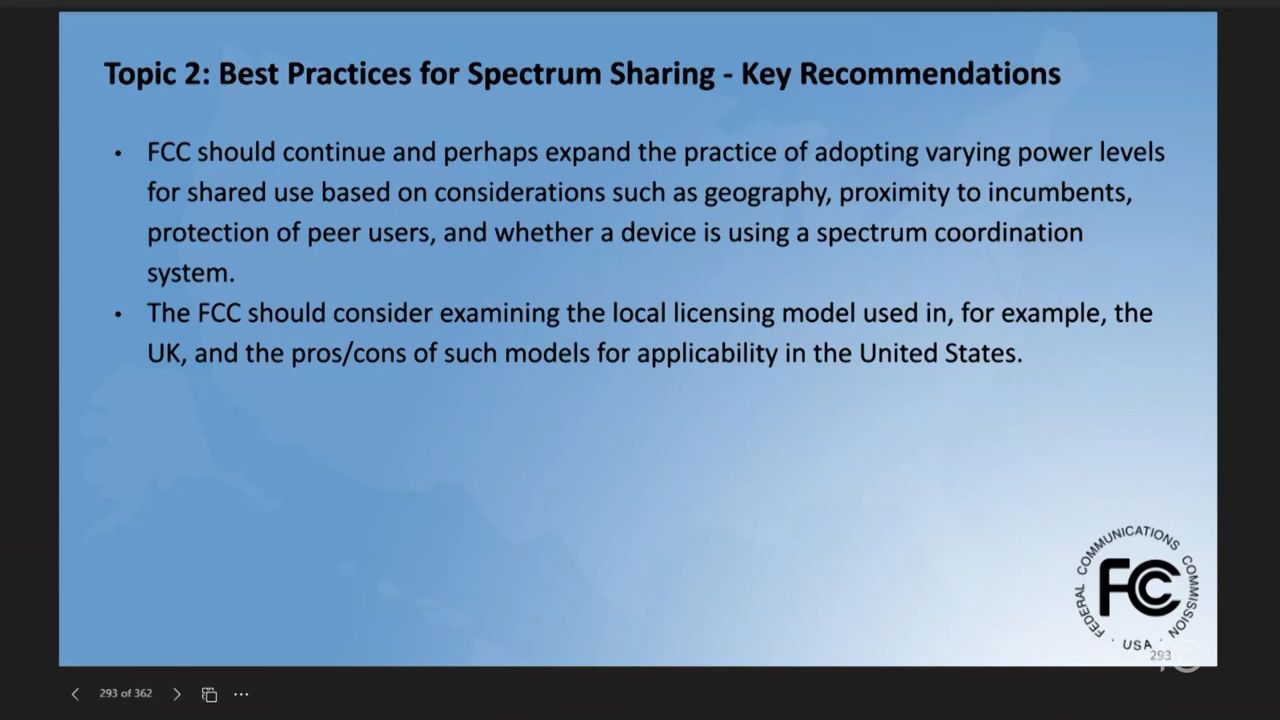 Topic 2: Best Practices for Spectrum Sharing - Key Recommendations
• FCC should continue and perhaps expand the practice of adopting varying power levels
for shared use based on considerations such as geography, proximity to incumbents,
protection of peer users, and whether a device is using a spectrum coordination
system.
• The FCC should consider examining the local licensing model used in, for example, the
UK, and the pros/cons of such models for applicability in the United States.
FEDERAL COMMUNICATIONS COMMISSION
FCC
· USA ·
293
293 of 362